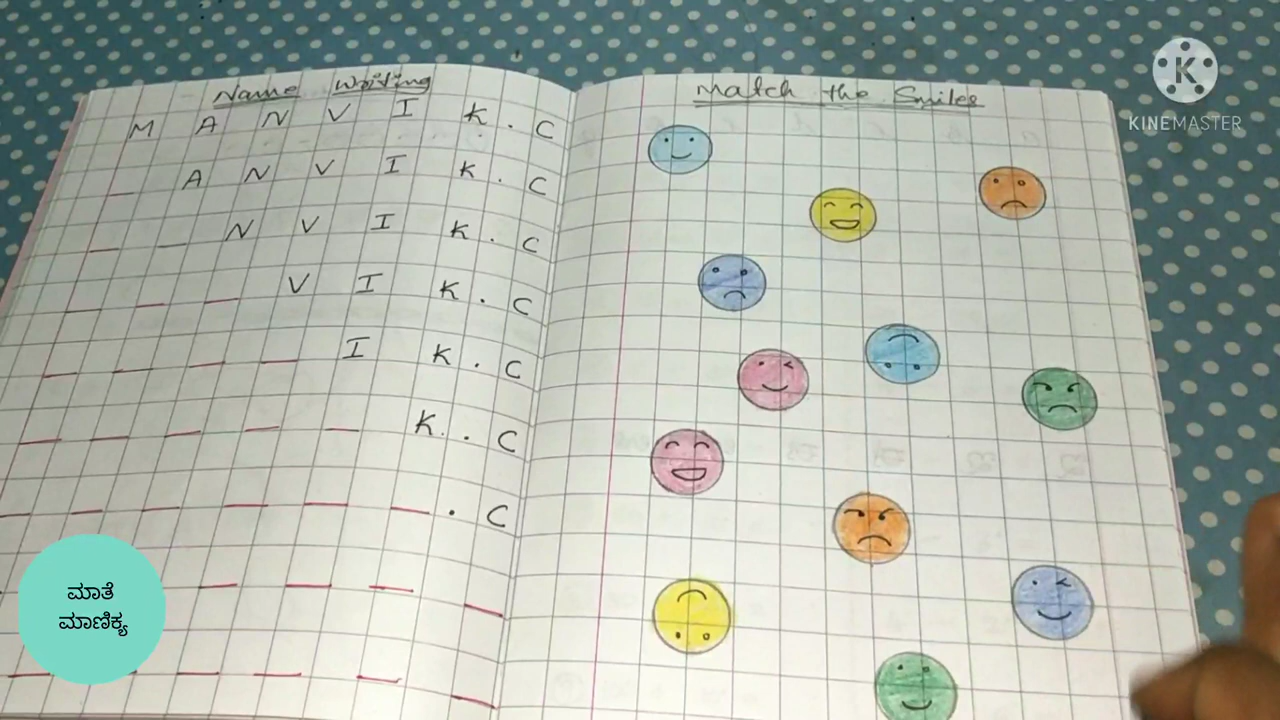 Name Writing
M A N V I K . C
_ A N V I K . C
_ _ N V I K . C
_ _ _ V I K . C
_ _ _ _ I K . C
_ _ _ _ _ K . . C
_ _ _ _ _ _ . C
Match the Smiles
K
KINEMASTER
ಮಾತೆ
ಮಾಣಿಕ್ಯ